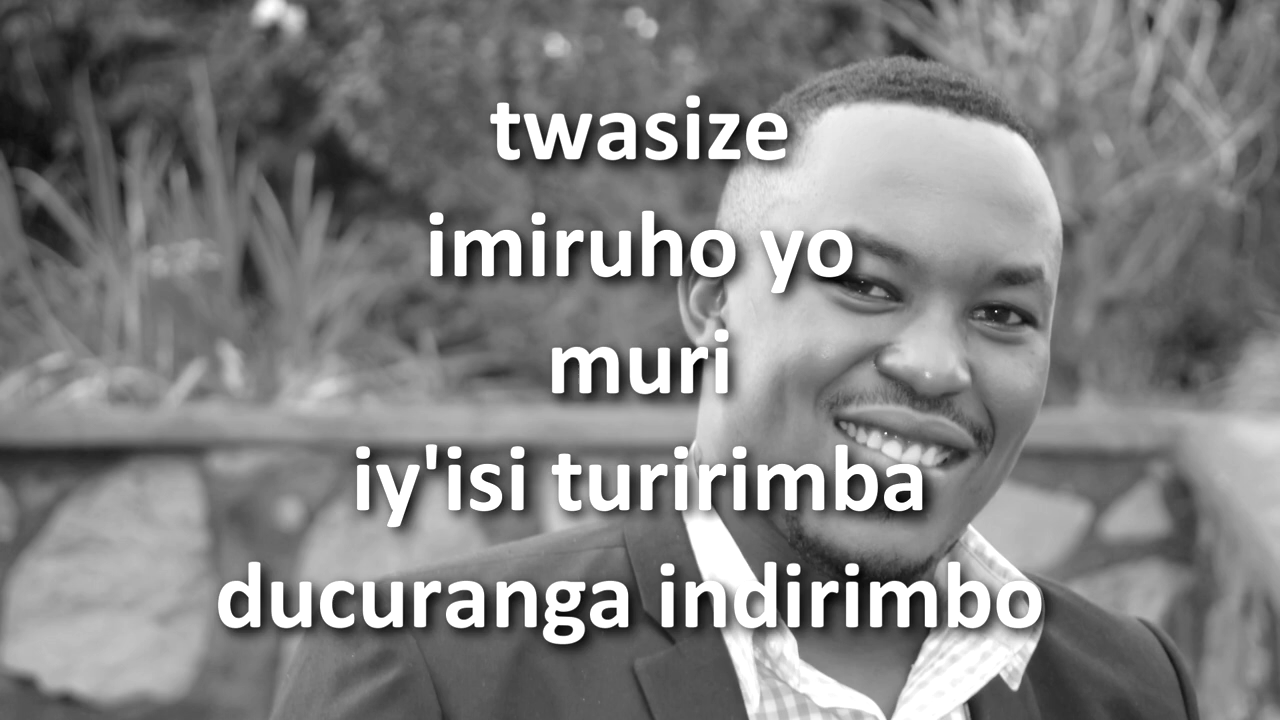 twasize
imiruho yo
muri
iy'isi turirimba
ducuranga indirimbo